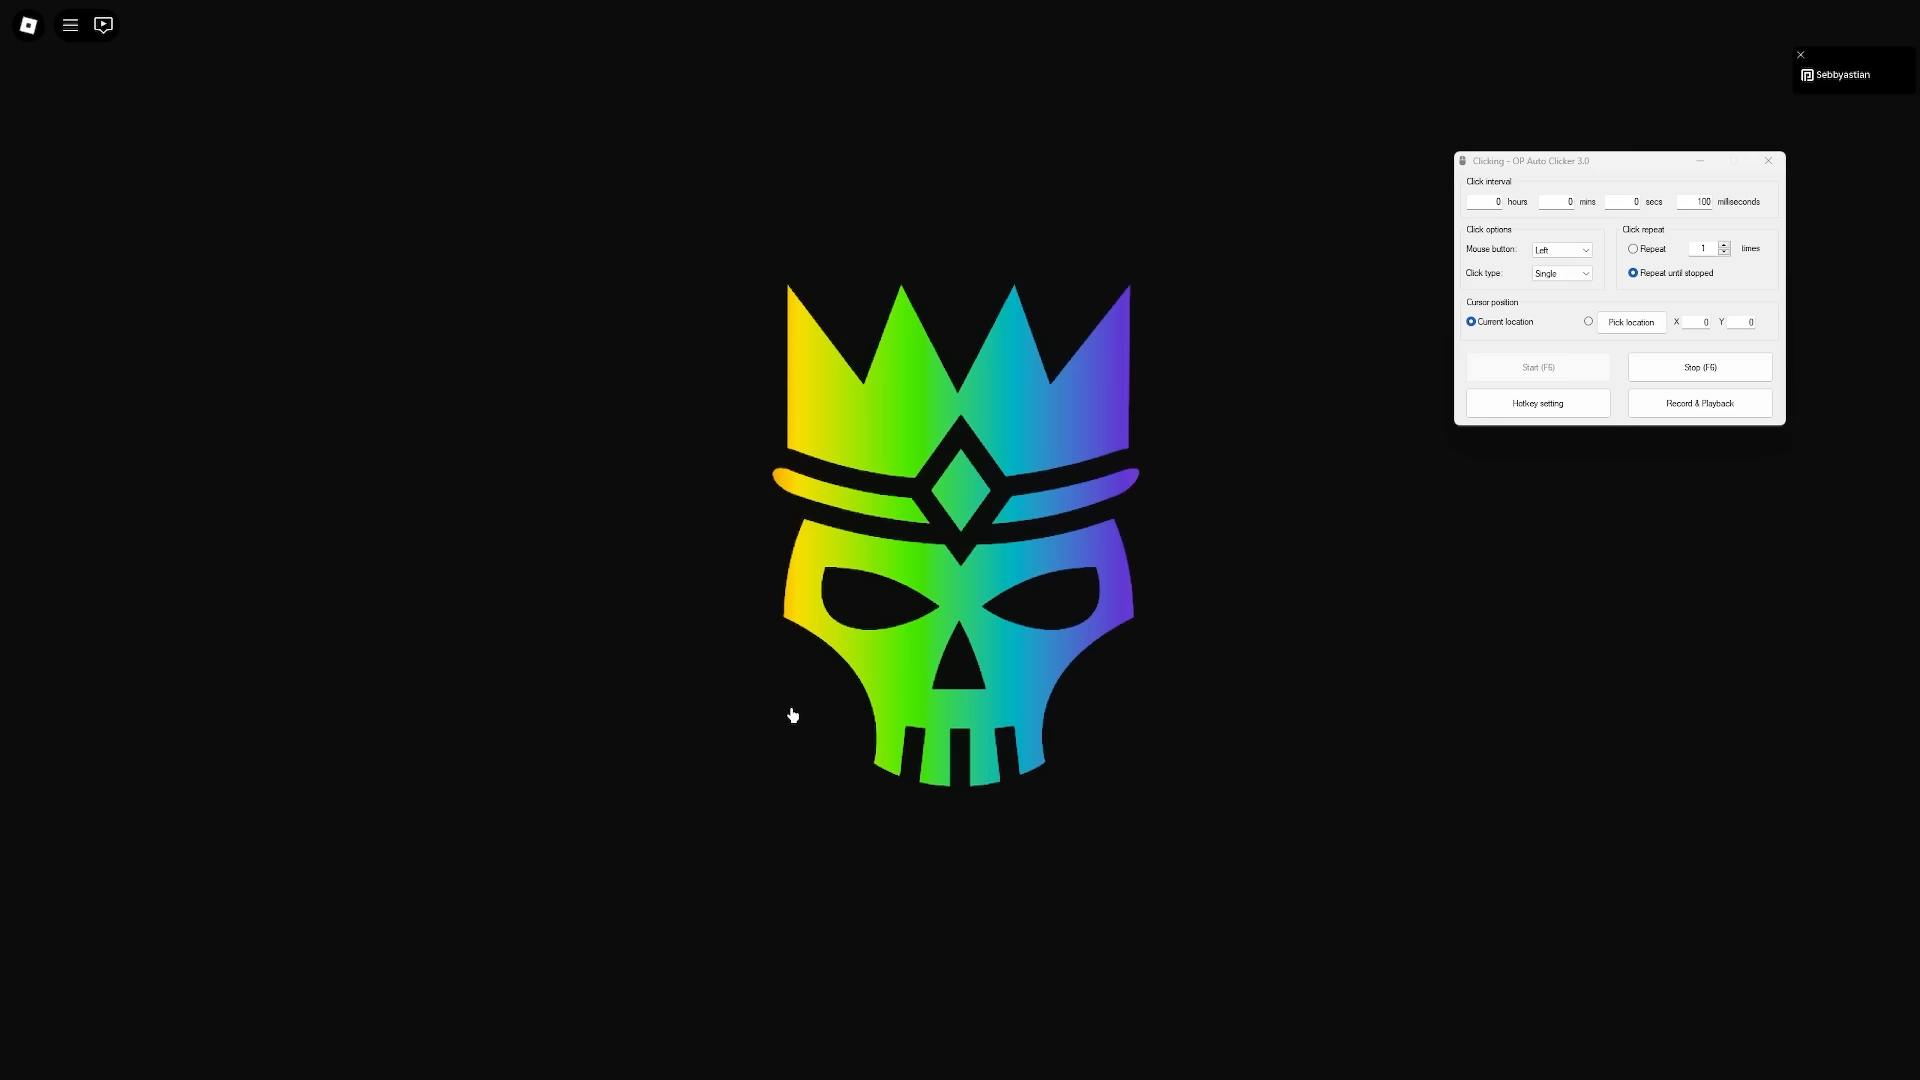 Sebbyastian
Clicking - OP Auto Clicker 3.0
Click interval
0 hours 0 mins 0 secs 100 milliseconds
Click options
Mouse button: Left
Click type: Single
Click repeat
Repeat 1 times
Repeat until stopped
Cursor position
Current location Pick location X 0 Y 0
Start (F6) Stop (F6)
Hotkey setting Record & Playback